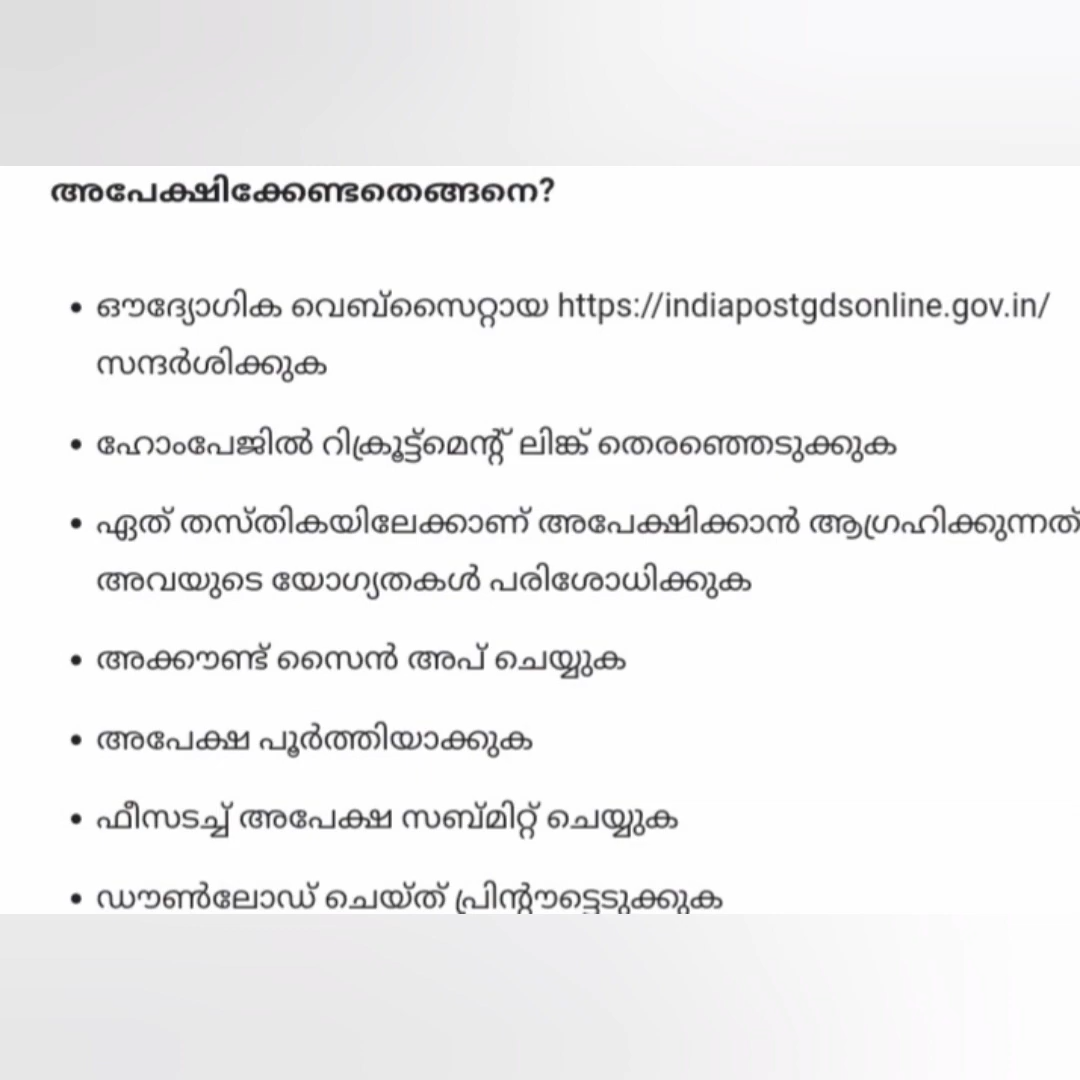 അപേക്ഷിക്കേണ്ടതെങ്ങനെ?
• ഔദ്യോഗിക വെബ്സൈറ്റായ https://indiapostgdsonline.gov.in/
സന്ദർശിക്കുക
• ഹോംപേജിൽ റിക്രൂട്ട്മെന്റ് ലിങ്ക് തെരഞ്ഞെടുക്കുക
• ഏത് തസ്തികയിലേക്കാണ് അപേക്ഷിക്കാൻ ആഗ്രഹിക്കുന്നത്
അവയുടെ യോഗ്യതകൾ പരിശോധിക്കുക
• അക്കൗണ്ട് സൈൻ അപ് ചെയ്യുക
• അപേക്ഷ പൂർത്തിയാക്കുക
• ഫീസടച്ച് അപേക്ഷ സബ്മിറ്റ് ചെയ്യുക
• ഡൗൺലോഡ് ചെയ്ത് പ്രിന്റൗട്ടെടുക്കുക